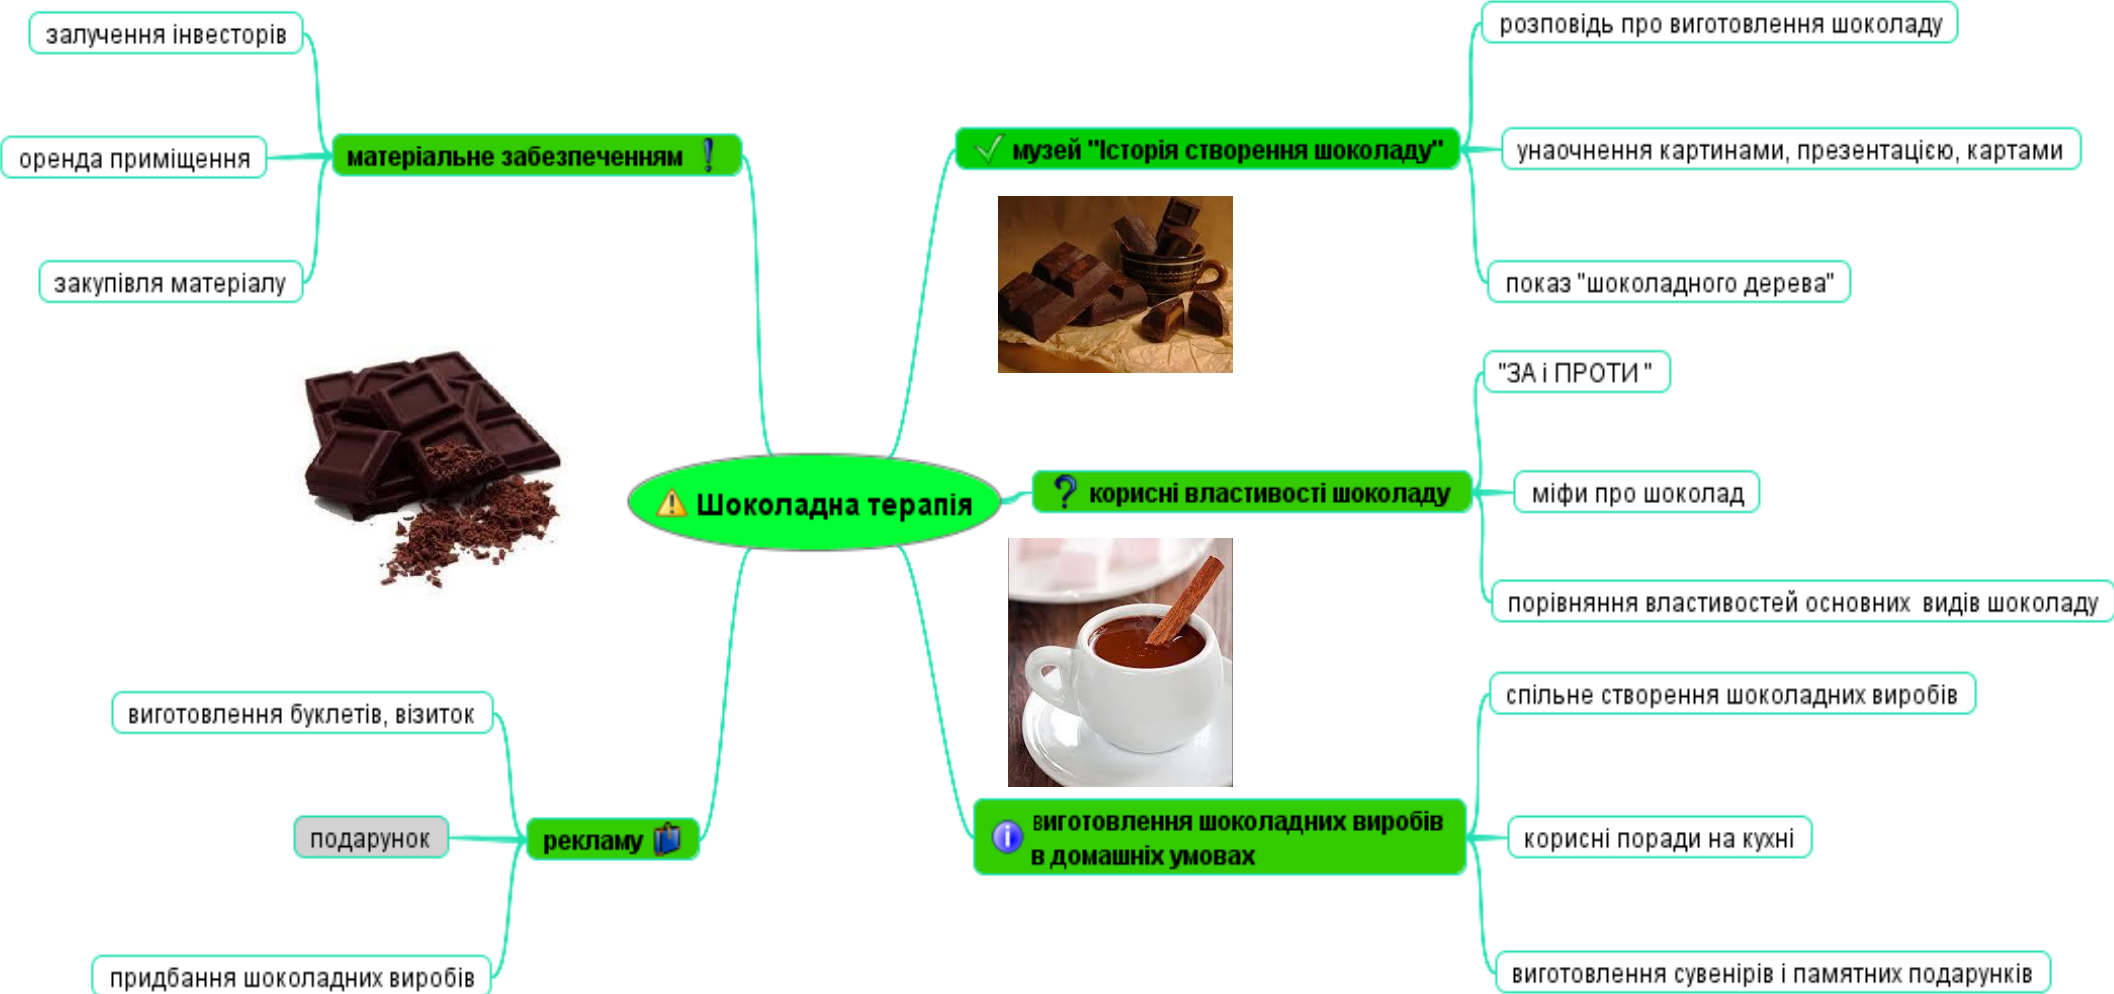 залучення інвесторів
оренда приміщення
закупівля матеріалу
матеріальне забезпеченням
музей "Історія створення шоколаду"
розповідь про виготовлення шоколаду
унаочнення картинами, презентацією, картами
показ "шоколадного дерева"
Шоколадна терапія
корисні властивості шоколаду
"ЗА і ПРОТИ "
міфи про шоколад
порівняння властивостей основних  видів шоколаду
виготовлення буклетів, візиток
подарунок
придбання шоколадних виробів
рекламу
виготовлення шоколадних виробів
в домашніх умовах
спільне створення шоколадних виробів
корисні поради на кухні
виготовлення сувенірів і памятних подарунків